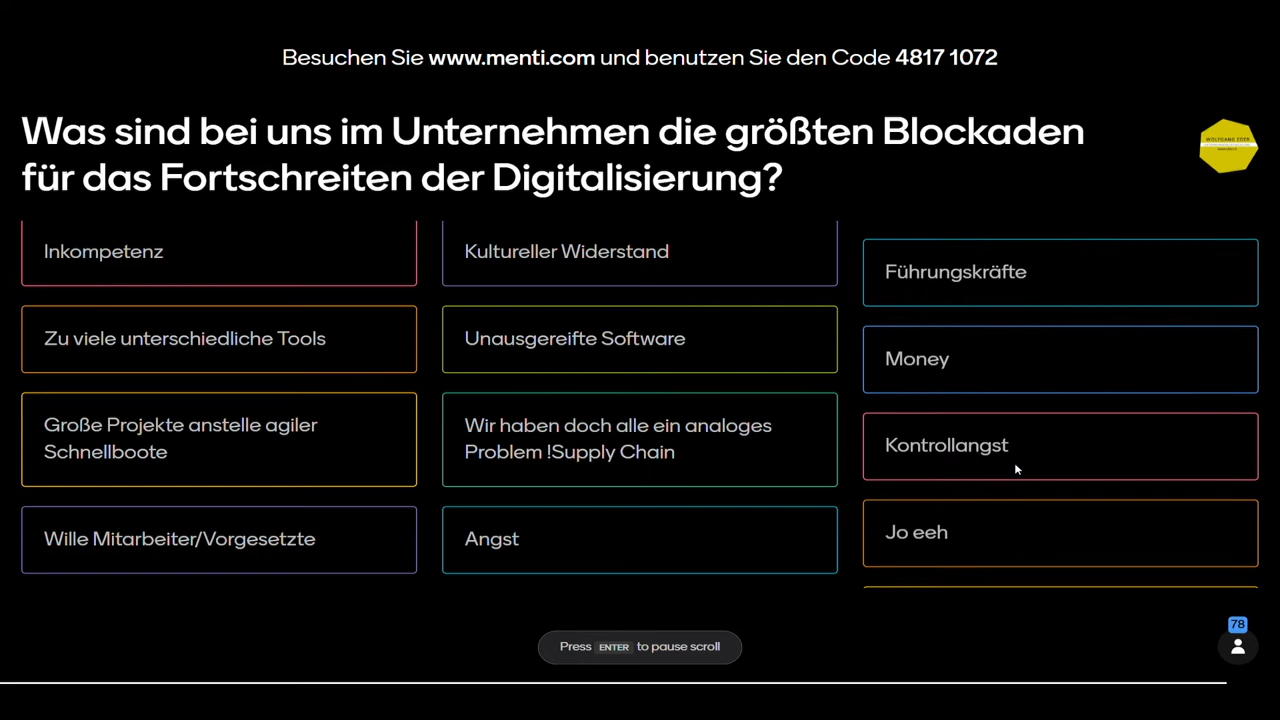 Besuchen Sie www.menti.com und benutzen Sie den Code 4817 1072
Was sind bei uns im Unternehmen die größten Blockaden
für das Fortschreiten der Digitalisierung?
WOLFGANG EDER
Inkompetenz
Zu viele unterschiedliche Tools
Große Projekte anstelle agiler
Schnellboote
Wille Mitarbeiter/Vorgesetzte
Kultureller Widerstand
Unausgereifte Software
Wir haben doch alle ein analoges
Problem !Supply Chain
Angst
Führungskräfte
Money
Kontrollangst
Jo eeh
Press ENTER to pause scroll
78